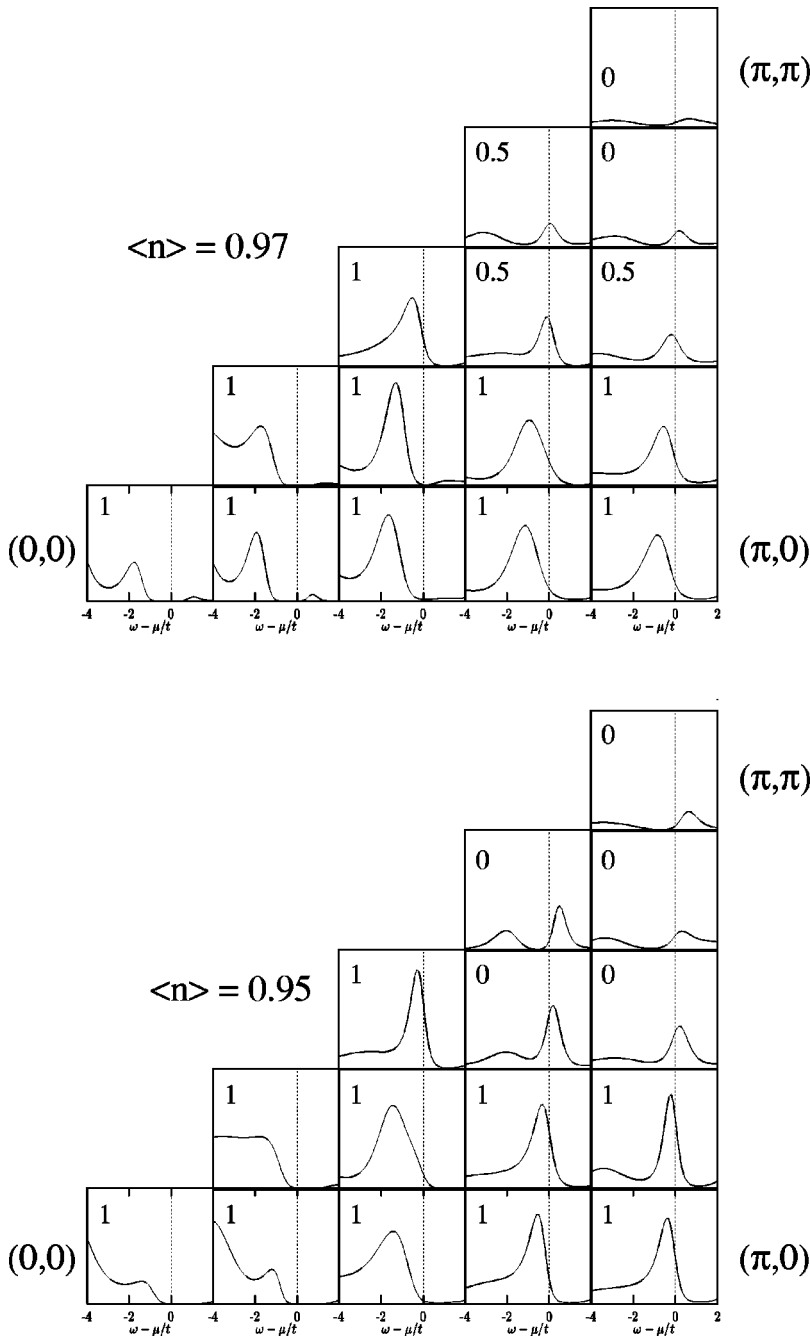 0 (π,π)
0.5 0
<n> = 0.97
1 0.5 0.5
1 1 1 1
(0,0) 1 1 1 1 1 (π,0)
-4 -2 0 -4 -2 0 -4 -2 0 -4 -2 0 -4 -2 0 2
ω − μ/t ω − μ/t ω − μ/t ω − μ/t ω − μ/t
0 (π,π)
0 0
<n> = 0.95
1 0 0
1 1 1 1
(0,0) 1 1 1 1 1 (π,0)
-4 -2 0 -4 -2 0 -4 -2 0 -4 -2 0 -4 -2 0 2
ω − μ/t ω − μ/t ω − μ/t ω − μ/t ω − μ/t